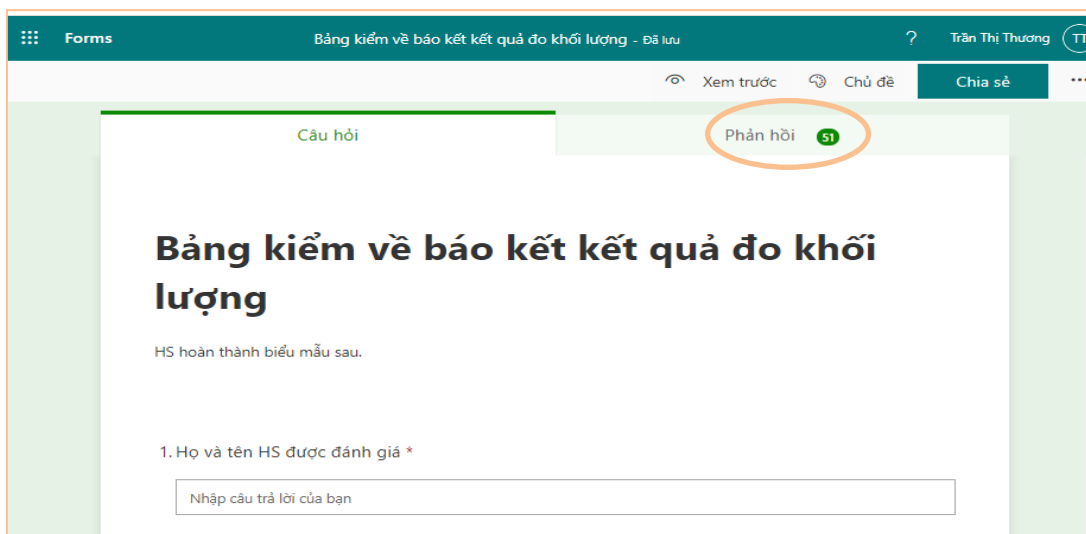 Forms Bảng kiểm về báo kết kết quả đo khối lượng - Đã lưu ? Trần Thị Thương TT
Xem trước Chủ đề Chia sẻ ...
Câu hỏi Phản hồi 51
Bảng kiểm về báo kết kết quả đo khối
lượng
HS hoàn thành biểu mẫu sau.
1. Họ và tên HS được đánh giá *
Nhập câu trả lời của bạn